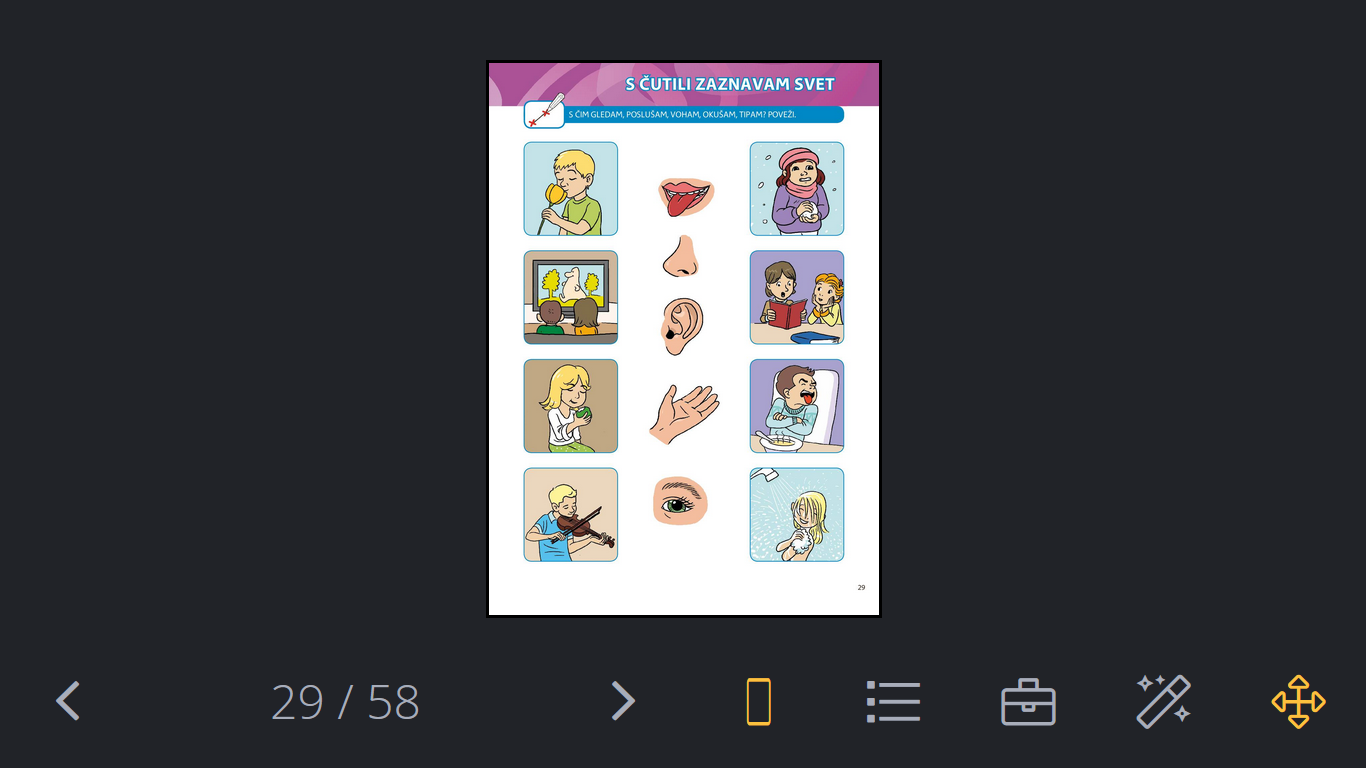 S ČUTILI ZAZNAVAM SVET
S ČIM GLEDAM, POSLUŠAM, VOHAM, OKUŠAM, TIPAM? POVEŽI.
29
29 / 58